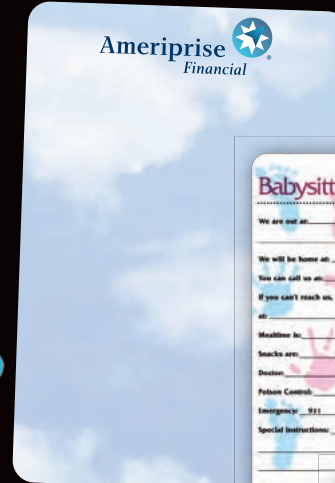 Ameriprise
Financial
®
Babysitt
We are out at:
We will be home at:
You can call us at:
If you can't reach us,
at:
Mealtime is:
Snacks are:
Doctor:
Poison Control:
Emergency: 911
Special Instructions: